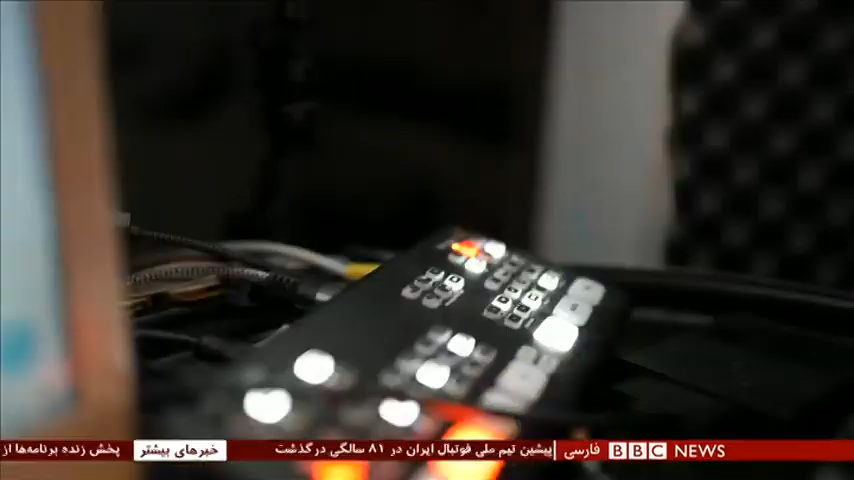 BBC NEWS فارسی پیشین تیم ملی فوتبال ایران در ۸۱ سالگی درگذشت خبرهای بیشتر پخش زنده برنامه‌ها از